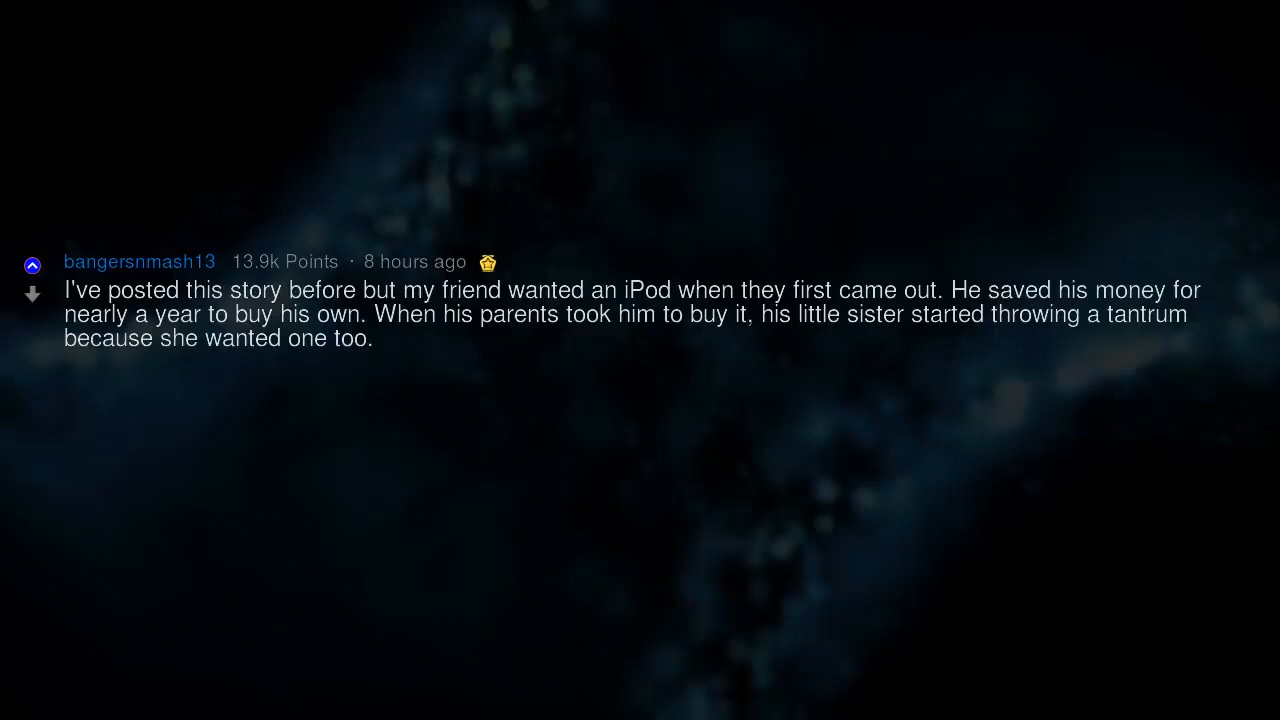 bangersnmash13 13.9k Points · 8 hours ago
I've posted this story before but my friend wanted an iPod when they first came out. He saved his money for
nearly a year to buy his own. When his parents took him to buy it, his little sister started throwing a tantrum
because she wanted one too.